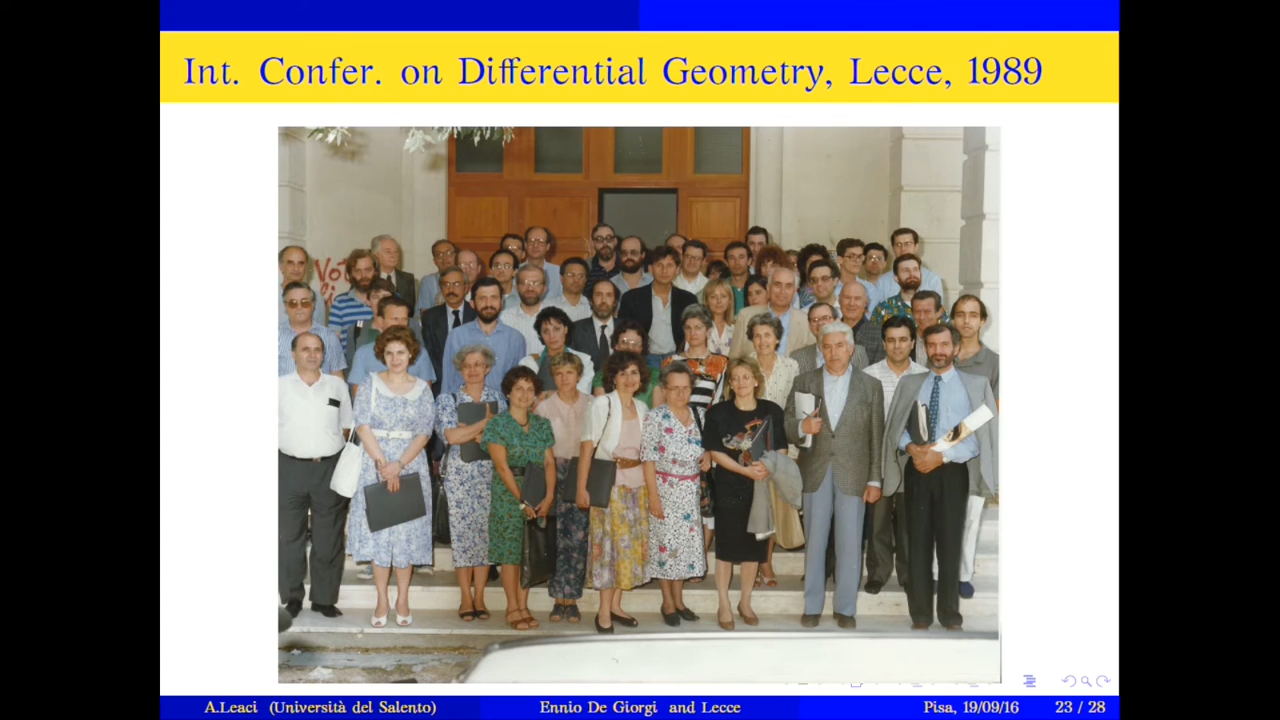 Int. Confer. on Differential Geometry, Lecce, 1989
Vot
A.Leaci (Università del Salento) Ennio De Giorgi and Lecce Pisa, 19/09/16 23 / 28